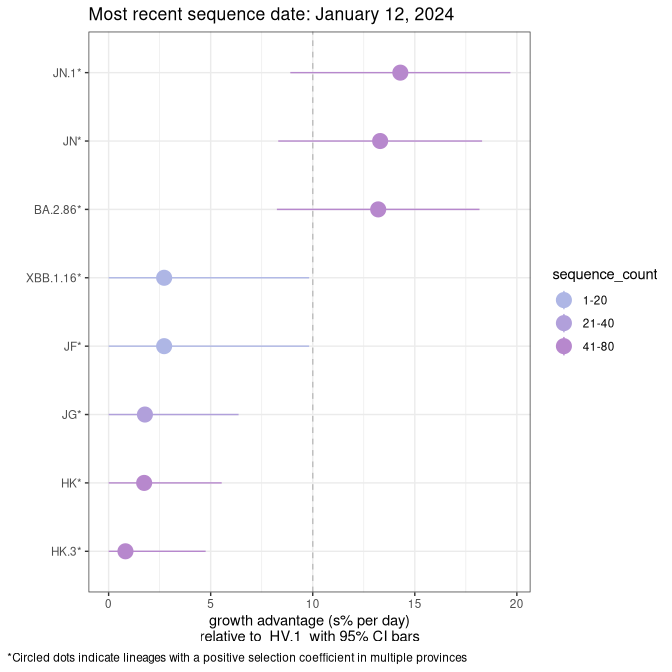 Most recent sequence date: January 12, 2024
JN.1*
JN*
BA.2.86*
XBB.1.16*
JF*
JG*
HK*
HK.3*
0 5 10 15 20
growth advantage (s% per day)
relative to HV.1 with 95% CI bars
sequence_count
1-20
21-40
41-80
*Circled dots indicate lineages with a positive selection coefficient in multiple provinces